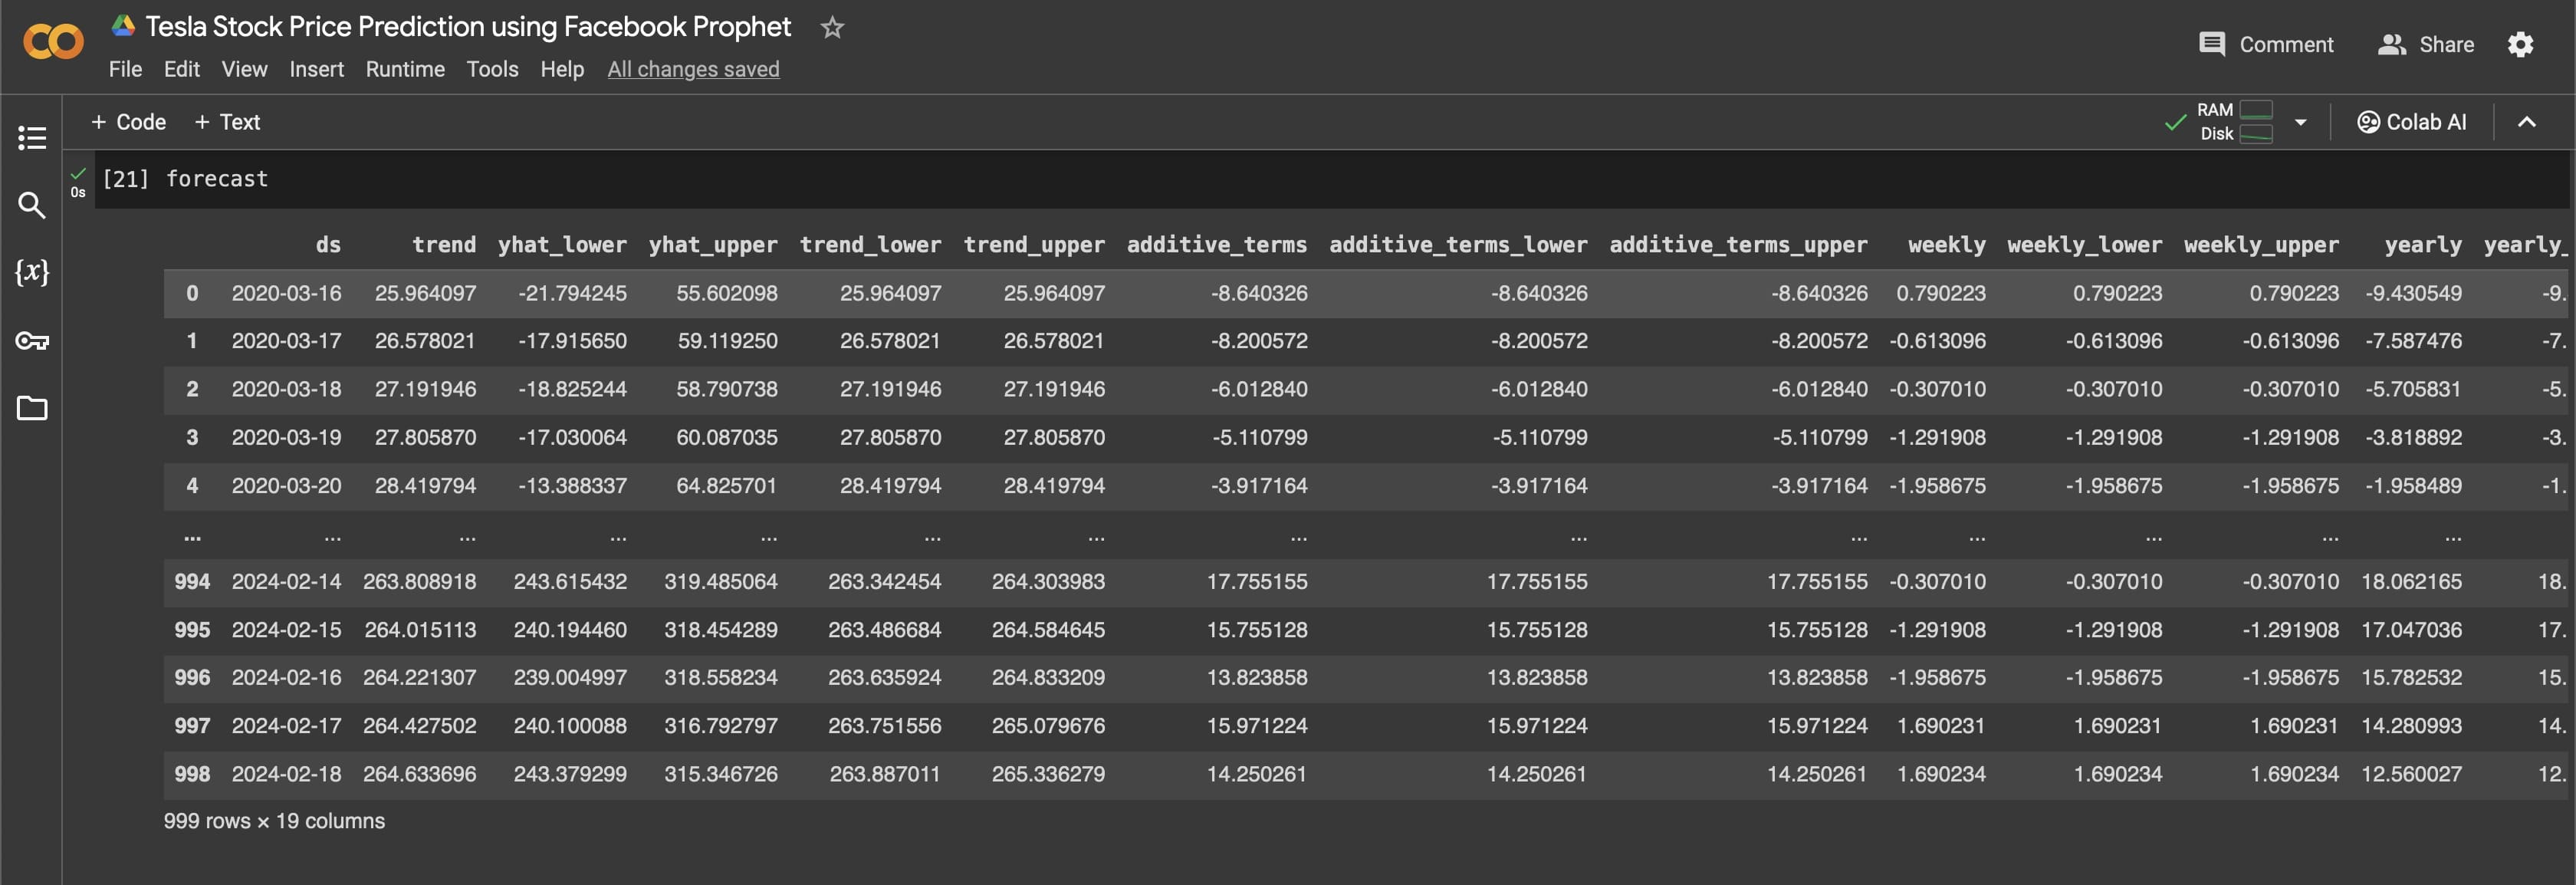 Tesla Stock Price Prediction using Facebook Prophet
File Edit View Insert Runtime Tools Help All changes saved
Comment Share
+ Code + Text
RAM
Disk
Colab AI
[21] forecast
0s
ds trend yhat_lower yhat_upper trend_lower trend_upper additive_terms additive_terms_lower additive_terms_upper weekly weekly_lower weekly_upper yearly yearly_
0 2020-03-16 25.964097 -21.794245 55.602098 25.964097 25.964097 -8.640326 -8.640326 -8.640326 0.790223 0.790223 0.790223 -9.430549 -9.
1 2020-03-17 26.578021 -17.915650 59.119250 26.578021 26.578021 -8.200572 -8.200572 -8.200572 -0.613096 -0.613096 -0.613096 -7.587476 -7.
2 2020-03-18 27.191946 -18.825244 58.790738 27.191946 27.191946 -6.012840 -6.012840 -6.012840 -0.307010 -0.307010 -0.307010 -5.705831 -5.
3 2020-03-19 27.805870 -17.030064 60.087035 27.805870 27.805870 -5.110799 -5.110799 -5.110799 -1.291908 -1.291908 -1.291908 -3.818892 -3.
4 2020-03-20 28.419794 -13.388337 64.825701 28.419794 28.419794 -3.917164 -3.917164 -3.917164 -1.958675 -1.958675 -1.958675 -1.958489 -1.
... ... ... ... ... ... ... ... ... ... ... ... ... ...
994 2024-02-14 263.808918 243.615432 319.485064 263.342454 264.303983 17.755155 17.755155 17.755155 -0.307010 -0.307010 -0.307010 18.062165 18.
995 2024-02-15 264.015113 240.194460 318.454289 263.486684 264.584645 15.755128 15.755128 15.755128 -1.291908 -1.291908 -1.291908 17.047036 17.
996 2024-02-16 264.221307 239.004997 318.558234 263.635924 264.833209 13.823858 13.823858 13.823858 -1.958675 -1.958675 -1.958675 15.782532 15.
997 2024-02-17 264.427502 240.100088 316.792797 263.751556 265.079676 15.971224 15.971224 15.971224 1.690231 1.690231 1.690231 14.280993 14.
998 2024-02-18 264.633696 243.379299 315.346726 263.887011 265.336279 14.250261 14.250261 14.250261 1.690234 1.690234 1.690234 12.560027 12.
999 rows × 19 columns